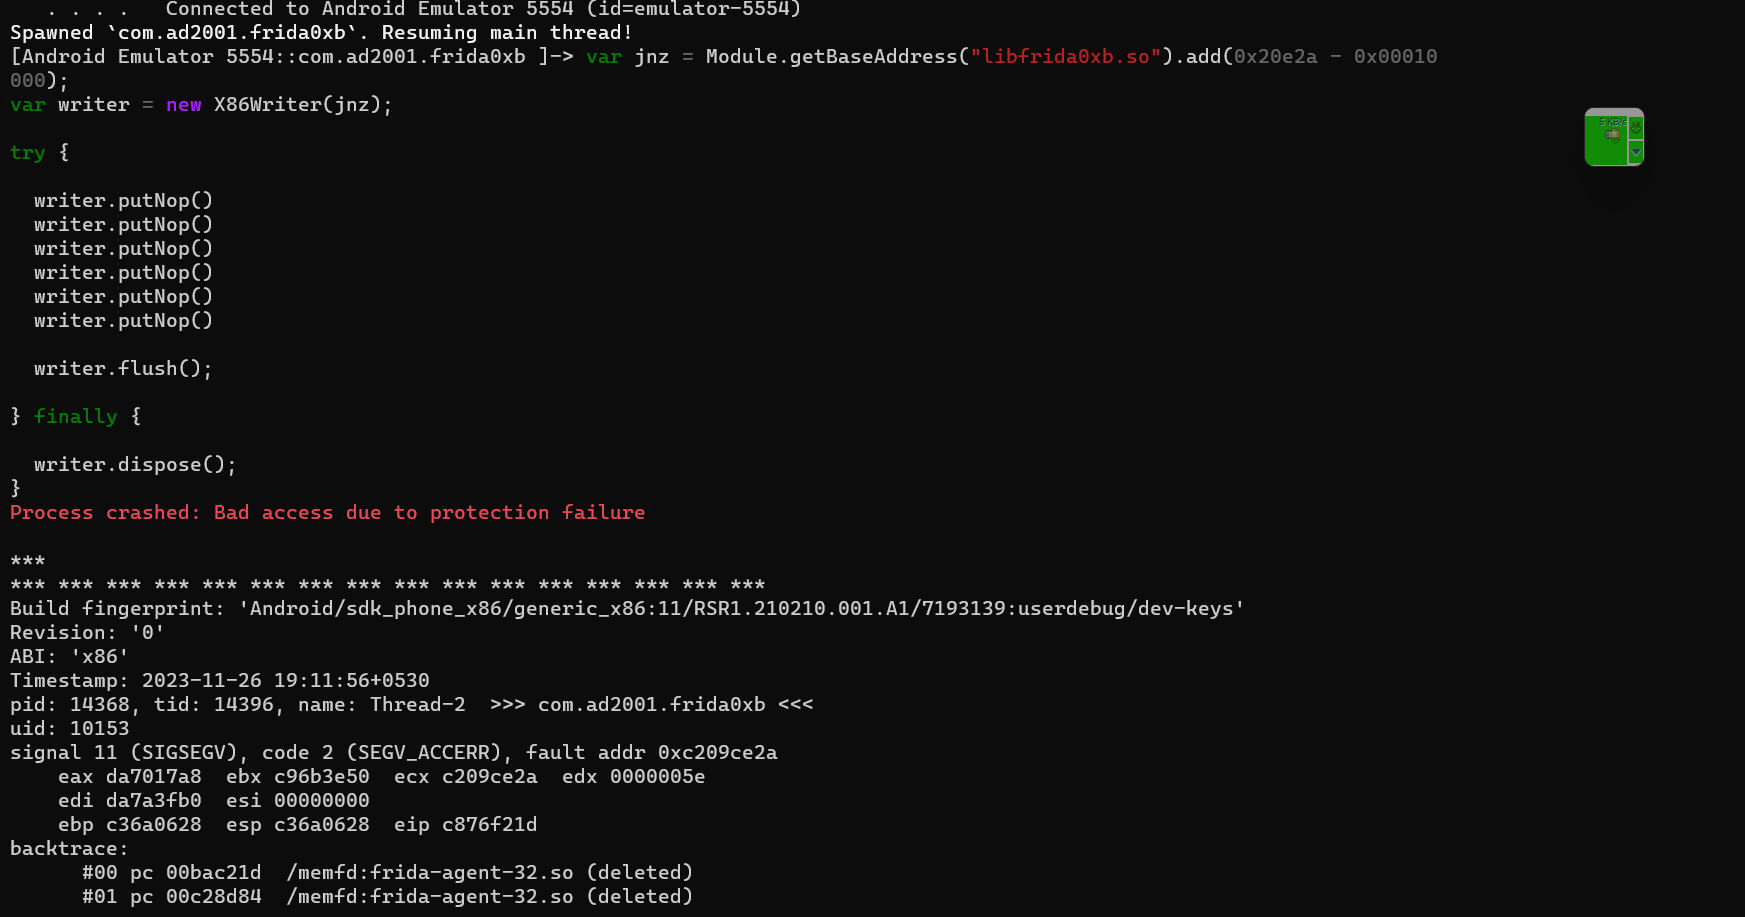 . . . .   Connected to Android Emulator 5554 (id=emulator-5554)
Spawned `com.ad2001.frida0xb`. Resuming main thread!
[Android Emulator 5554::com.ad2001.frida0xb ]-> var jnz = Module.getBaseAddress("libfrida0xb.so").add(0x20e2a - 0x00010
000);
var writer = new X86Writer(jnz);
try {
writer.putNop()
writer.putNop()
writer.putNop()
writer.putNop()
writer.putNop()
writer.putNop()
writer.flush();
} finally {
writer.dispose();
}
Process crashed: Bad access due to protection failure
***
*** *** *** *** *** *** *** *** *** *** *** *** *** *** *** ***
Build fingerprint: 'Android/sdk_phone_x86/generic_x86:11/RSR1.210210.001.A1/7193139:userdebug/dev-keys'
Revision: '0'
ABI: 'x86'
Timestamp: 2023-11-26 19:11:56+0530
pid: 14368, tid: 14396, name: Thread-2  >>> com.ad2001.frida0xb <<<
uid: 10153
signal 11 (SIGSEGV), code 2 (SEGV_ACCERR), fault addr 0xc209ce2a
eax da7017a8  ebx c96b3e50  ecx c209ce2a  edx 0000005e
edi da7a3fb0  esi 00000000
ebp c36a0628  esp c36a0628  eip c876f21d
backtrace:
#00 pc 00bac21d  /memfd:frida-agent-32.so (deleted)
#01 pc 00c28d84  /memfd:frida-agent-32.so (deleted)